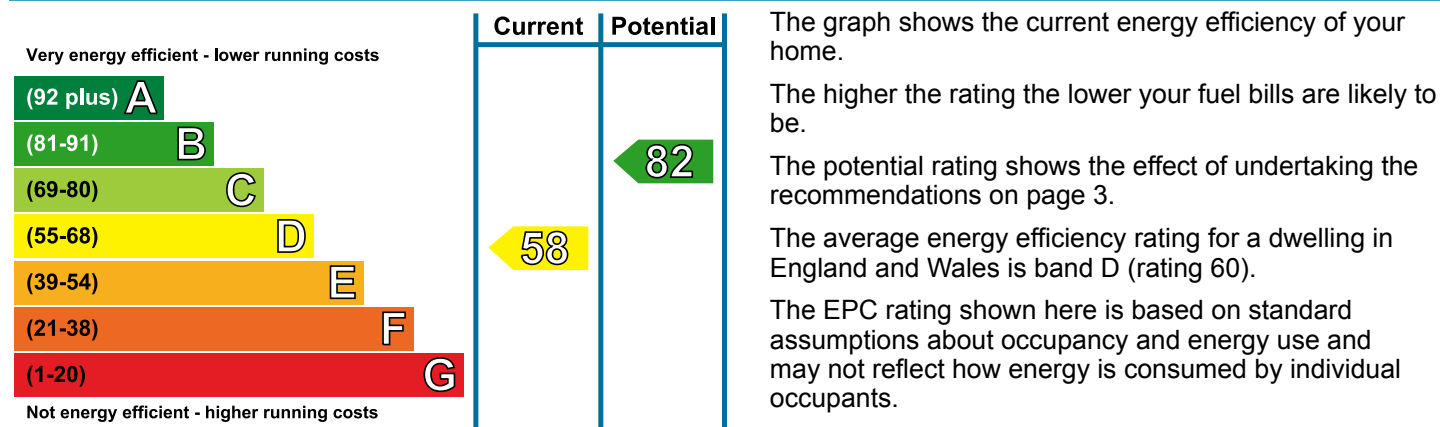 Current Potential
Very energy efficient - lower running costs
(92 plus) A
(81-91) B
(69-80) C
(55-68) D
(39-54) E
(21-38) F
(1-20) G
Not energy efficient - higher running costs
82
58
The graph shows the current energy efficiency of your
home.
The higher the rating the lower your fuel bills are likely to
be.
The potential rating shows the effect of undertaking the
recommendations on page 3.
The average energy efficiency rating for a dwelling in
England and Wales is band D (rating 60).
The EPC rating shown here is based on standard
assumptions about occupancy and energy use and
may not reflect how energy is consumed by individual
occupants.